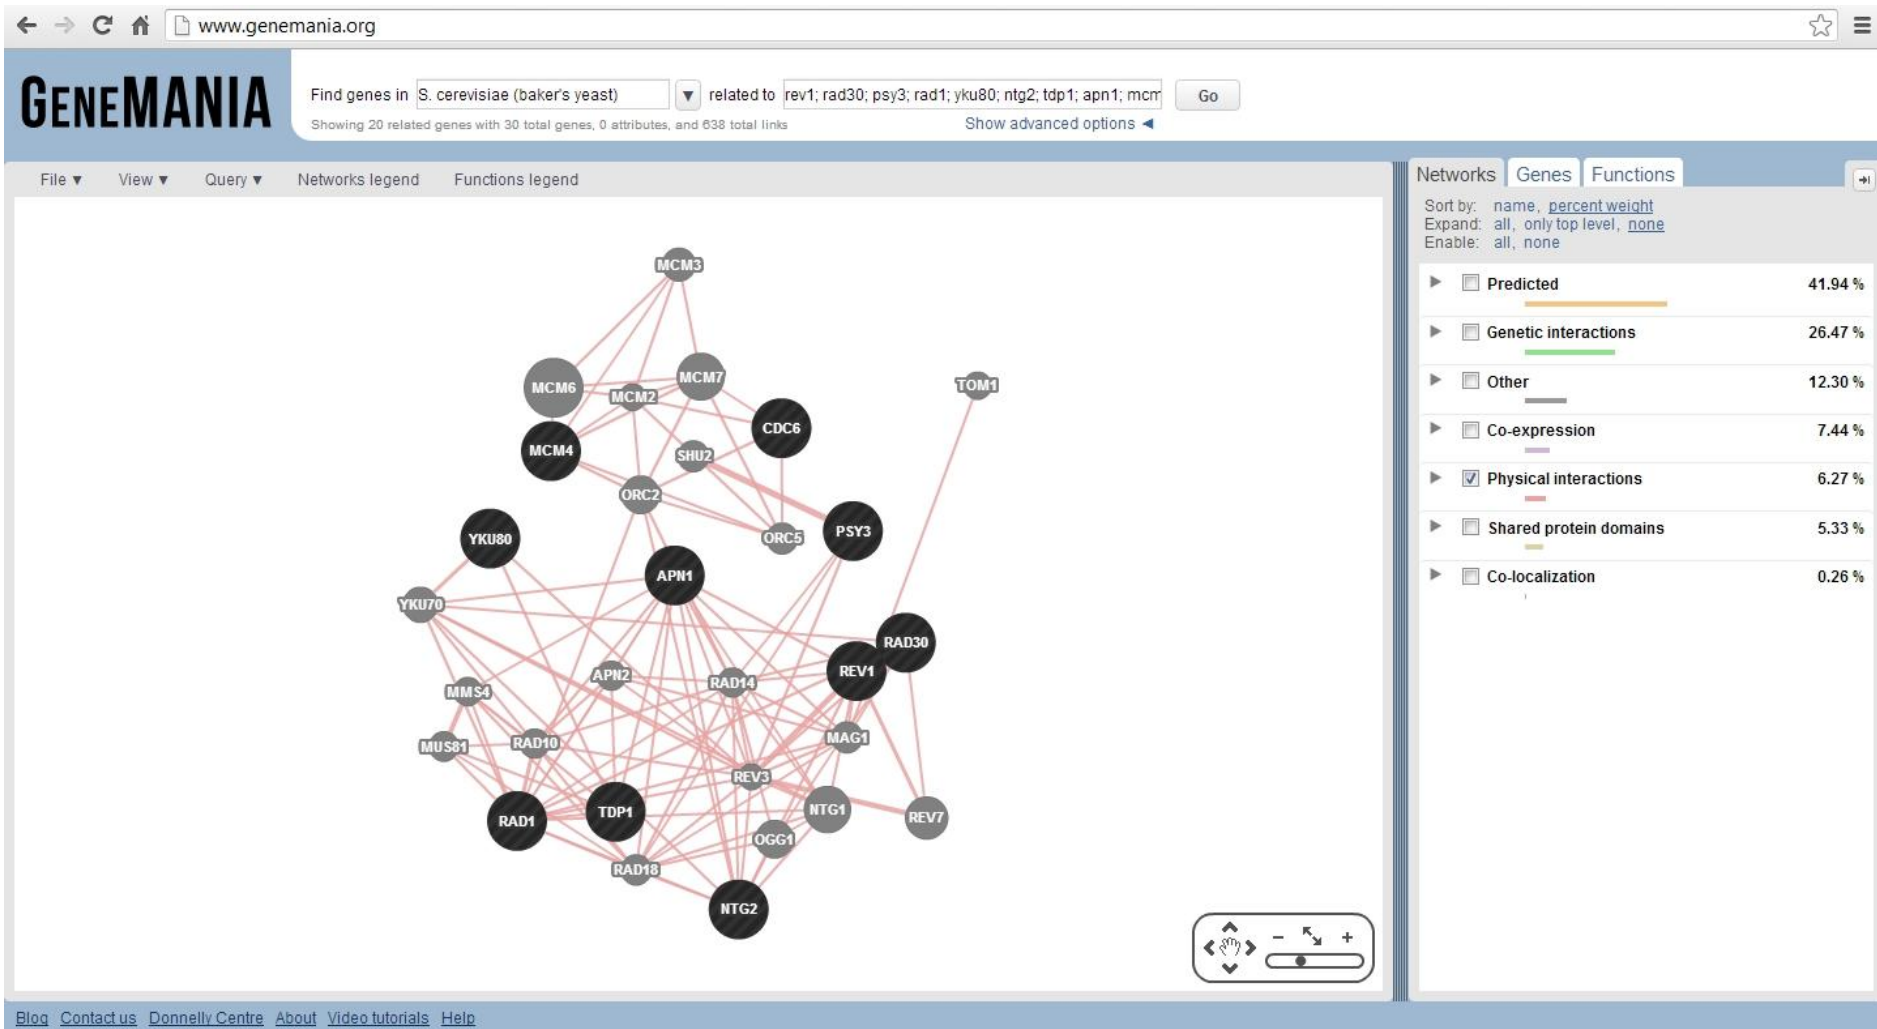 www.genemania.org
GENEMANIA
Find genes in S. cerevisiae (baker's yeast) related to rev1; rad30; psy3; rad1; yku80; ntg2; tdp1; apn1; mcm Go
Showing 20 related genes with 30 total genes, 0 attributes, and 638 total links
Show advanced options
File
View
Query
Networks legend
Functions legend
MCM3
MCM6
MCM7
MCM2
TOM1
CDC6
MCM4
SHU2
ORC2
PSY3
YKU80
ORC5
APN1
YKU70
RAD30
REV1
APN2
RAD14
MMS4
MAG1
MUS81
RAD10
REV3
NTG1
TDP1
REV7
RAD1
OGG1
RAD18
NTG2
Networks
Genes
Functions
Sort by: name, percent weight
Expand: all, only top level, none
Enable: all, none
Predicted 41.94 %
Genetic interactions 26.47 %
Other 12.30 %
Co-expression 7.44 %
Physical interactions 6.27 %
Shared protein domains 5.33 %
Co-localization 0.26 %
Blog Contact us Donnelly Centre About Video tutorials Help